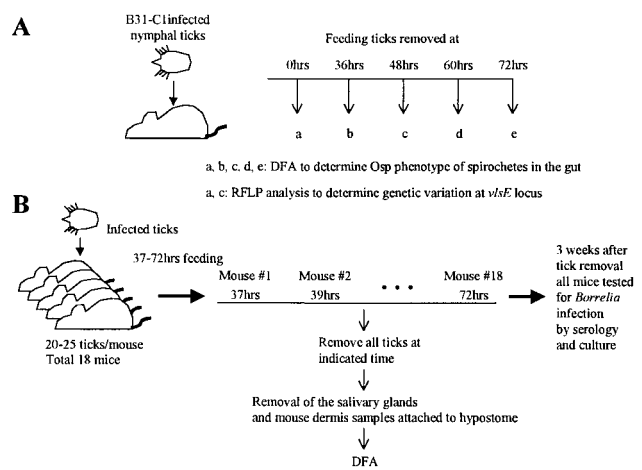 A
B31-C1infected
nymphal ticks
Feeding ticks removed at
0hrs 36hrs 48hrs 60hrs 72hrs
a b c d e
a, b, c, d, e: DFA to determine Osp phenotype of spirochetes in the gut
a, c: RFLP analysis to determine genetic variation at vlsE locus
B
Infected ticks
37-72hrs feeding
20-25 ticks/mouse
Total 18 mice
Mouse #1 Mouse #2 • • • Mouse #18
37hrs 39hrs 72hrs
Remove all ticks at
indicated time
Removal of the salivary glands
and mouse dermis samples attached to hypostome
DFA
3 weeks after
tick removal
all mice tested
for Borrelia
infection
by serology
and culture